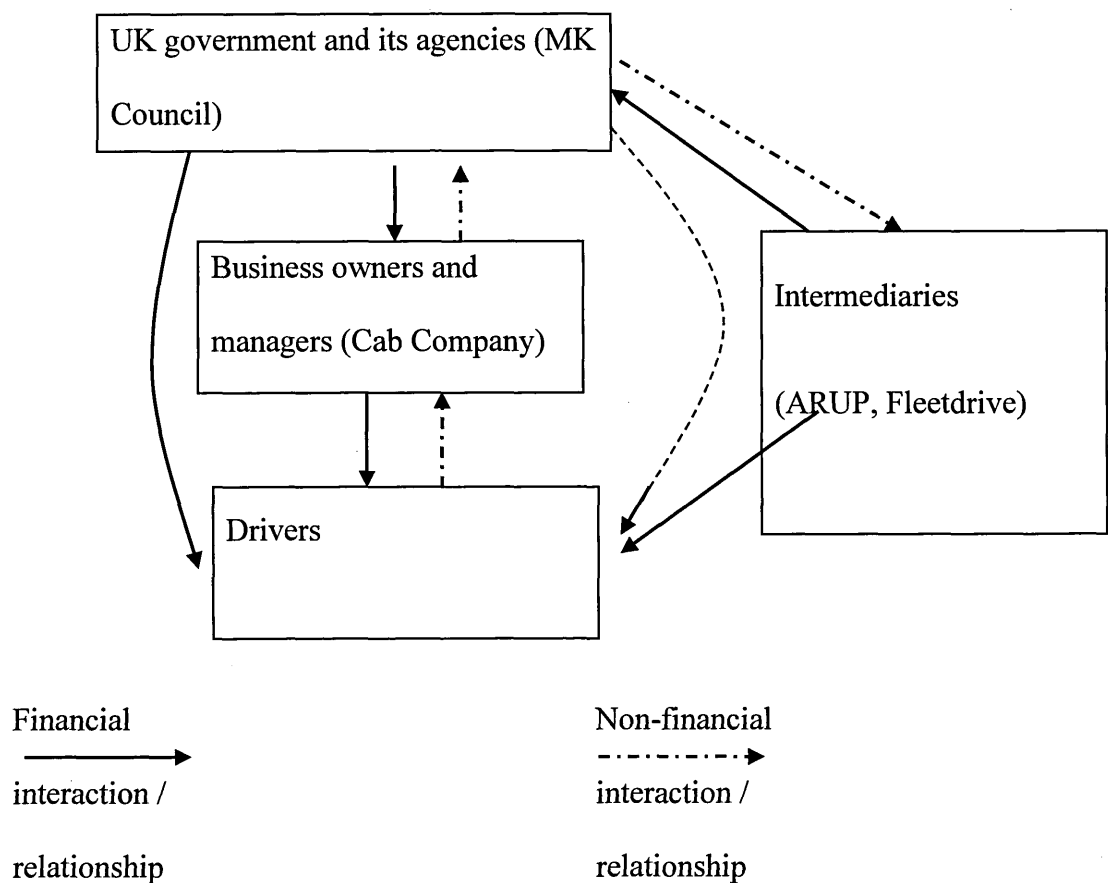 UK government and its agencies (MK
Council)
Business owners and
managers (Cab Company)
Intermediaries
(ARUP, Fleetdrive)
Drivers
Financial
interaction /
relationship
Non-financial
interaction /
relationship